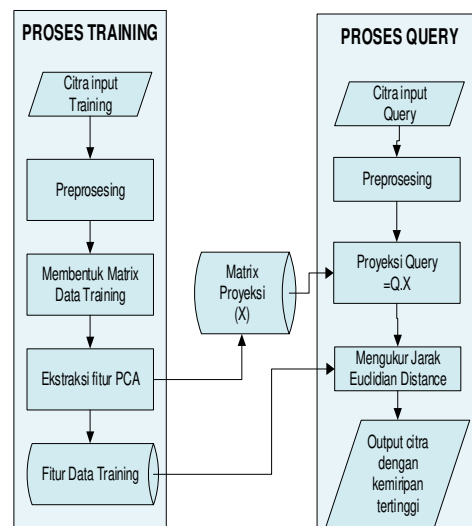 PROSES TRAINING
Citra input
Training
Preprosesing
Membentuk Matrix
Data Training
Ekstraksi fitur PCA
Fitur Data Training
Matrix
Proyeksi
(X)
PROSES QUERY
Citra input
Query
Preprosesing
Proyeksi Query
=Q.X
Mengukur Jarak
Euclidian Distance
Output citra
dengan
kemiripan
tertinggi